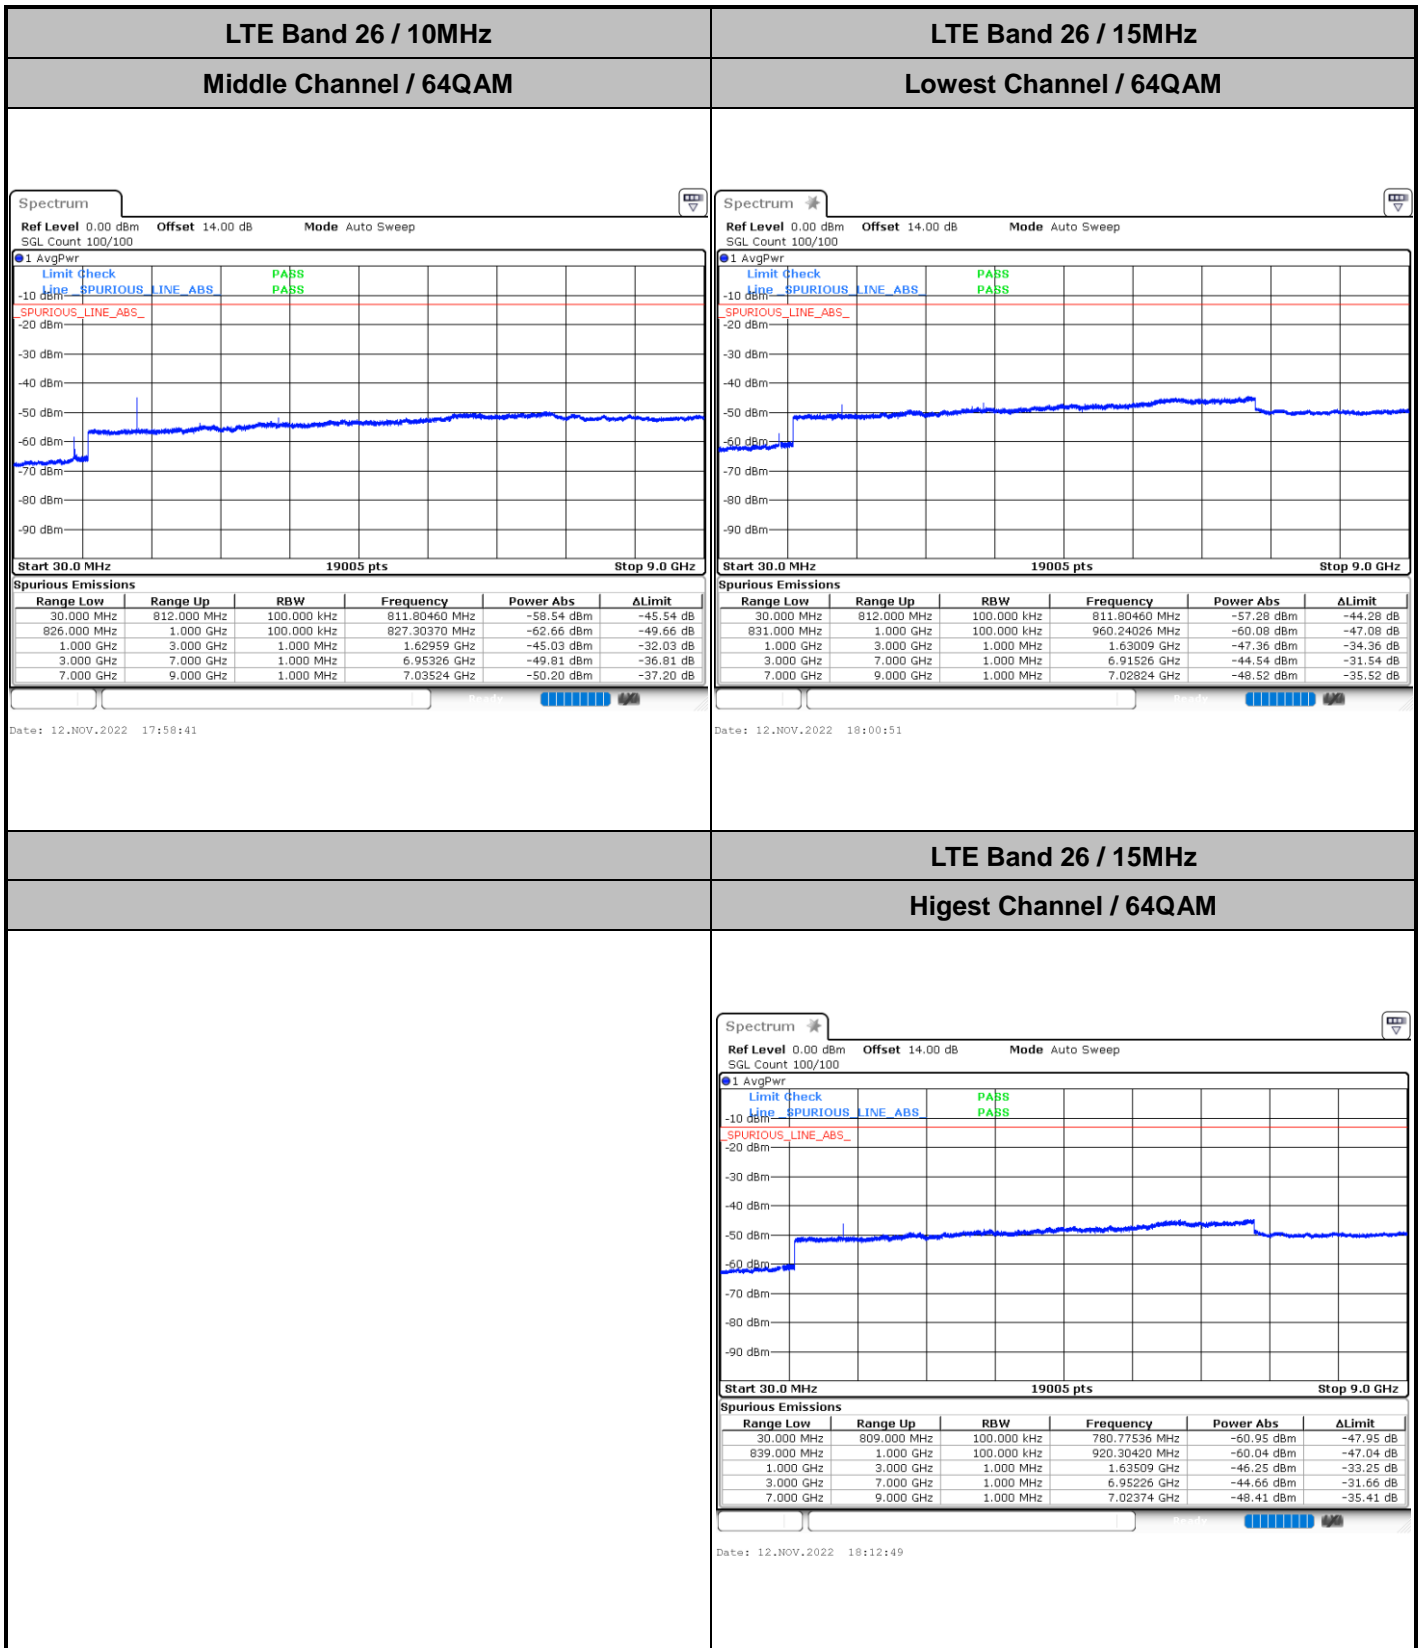 LTE Band 26 / 10MHz
LTE Band 26 / 15MHz
Middle Channel / 64QAM
Lowest Channel / 64QAM
Spectrum
Ref Level 0.00 dBm Offset 14.00 dB Mode Auto Sweep
SGL Count 100/100
1 AvgPwr
Limit Check PASS
Line _SPURIOUS_LINE_ABS_ PASS
-10 dBm
_SPURIOUS_LINE_ABS_
-20 dBm
-30 dBm
-40 dBm
-50 dBm
-60 dBm
-70 dBm
-80 dBm
-90 dBm
Start 30.0 MHz 19005 pts Stop 9.0 GHz
Spurious Emissions
Range Low Range Up RBW Frequency Power Abs ΔLimit
30.000 MHz 812.000 MHz 100.000 kHz 811.80460 MHz -58.54 dBm -45.54 dB
826.000 MHz 1.000 GHz 100.000 kHz 827.30370 MHz -62.66 dBm -49.66 dB
1.000 GHz 3.000 GHz 1.000 MHz 1.62959 GHz -45.03 dBm -32.03 dB
3.000 GHz 7.000 GHz 1.000 MHz 6.95326 GHz -49.81 dBm -36.81 dB
7.000 GHz 9.000 GHz 1.000 MHz 7.03524 GHz -50.20 dBm -37.20 dB
Ready
Date: 12.NOV.2022 17:58:41
Spectrum
Ref Level 0.00 dBm Offset 14.00 dB Mode Auto Sweep
SGL Count 100/100
1 AvgPwr
Limit Check PASS
Line _SPURIOUS_LINE_ABS_ PASS
-10 dBm
_SPURIOUS_LINE_ABS_
-20 dBm
-30 dBm
-40 dBm
-50 dBm
-60 dBm
-70 dBm
-80 dBm
-90 dBm
Start 30.0 MHz 19005 pts Stop 9.0 GHz
Spurious Emissions
Range Low Range Up RBW Frequency Power Abs ΔLimit
30.000 MHz 812.000 MHz 100.000 kHz 811.80460 MHz -57.28 dBm -44.28 dB
831.000 MHz 1.000 GHz 100.000 kHz 960.24026 MHz -60.08 dBm -47.08 dB
1.000 GHz 3.000 GHz 1.000 MHz 1.63009 GHz -47.36 dBm -34.36 dB
3.000 GHz 7.000 GHz 1.000 MHz 6.91526 GHz -44.54 dBm -31.54 dB
7.000 GHz 9.000 GHz 1.000 MHz 7.02824 GHz -48.52 dBm -35.52 dB
Ready
Date: 12.NOV.2022 18:00:51
LTE Band 26 / 15MHz
Higest Channel / 64QAM
Spectrum
Ref Level 0.00 dBm Offset 14.00 dB Mode Auto Sweep
SGL Count 100/100
1 AvgPwr
Limit Check PASS
Line _SPURIOUS_LINE_ABS_ PASS
-10 dBm
_SPURIOUS_LINE_ABS_
-20 dBm
-30 dBm
-40 dBm
-50 dBm
-60 dBm
-70 dBm
-80 dBm
-90 dBm
Start 30.0 MHz 19005 pts Stop 9.0 GHz
Spurious Emissions
Range Low Range Up RBW Frequency Power Abs ΔLimit
30.000 MHz 809.000 MHz 100.000 kHz 780.77536 MHz -60.95 dBm -47.95 dB
839.000 MHz 1.000 GHz 100.000 kHz 920.30420 MHz -60.04 dBm -47.04 dB
1.000 GHz 3.000 GHz 1.000 MHz 1.63509 GHz -46.25 dBm -33.25 dB
3.000 GHz 7.000 GHz 1.000 MHz 6.95226 GHz -44.66 dBm -31.66 dB
7.000 GHz 9.000 GHz 1.000 MHz 7.02374 GHz -48.41 dBm -35.41 dB
Ready
Date: 12.NOV.2022 18:12:49